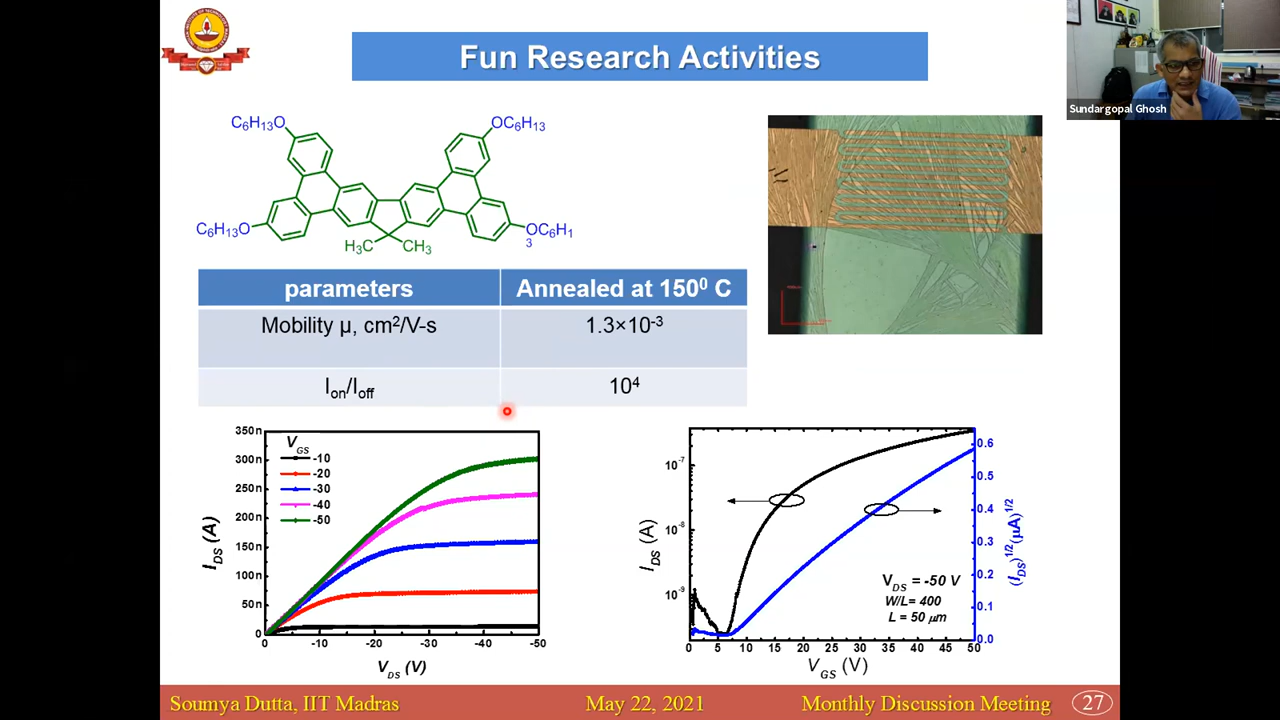 Fun Research Activities
Sundargopal Ghosh
C6H13O
OC6H13
C6H13O
OC6H1
3
H3C
CH3
parameters
Annealed at 150⁰ C
Mobility µ, cm²/V-s
1.3×10⁻³
Ion/Ioff
10⁴
350n
300n
250n
200n
150n
100n
50n
0
IDS (A)
VGS
-10
-20
-30
-40
-50
0
-10
-20
-30
-40
-50
VDS (V)
10⁻⁷
10⁻⁸
10⁻⁹
IDS (A)
0.6
0.5
0.4
0.3
0.2
0.1
0.0
(IDS)¹/² (µA)¹/²
VDS = -50 V
W/L= 400
L = 50 µm
0 5 10 15 20 25 30 35 40 45 50
VGS (V)
Soumya Dutta, IIT Madras
May 22, 2021
Monthly Discussion Meeting
27